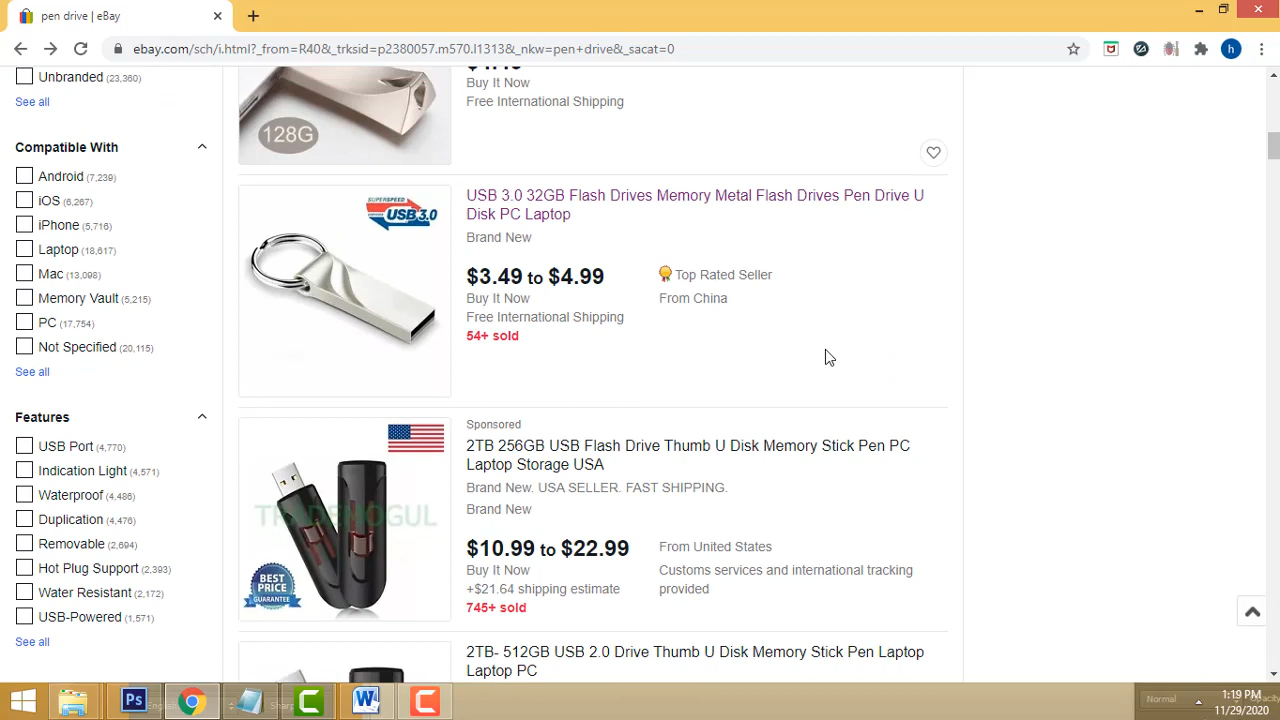 pen drive | eBay
ebay.com/sch/i.html?_from=R40&_trksid=p2380057.m570.l1313&_nkw=pen+drive&_sacat=0
h
Unbranded (23,360)
See all
Compatible With
Android (7,239)
iOS (6,267)
iPhone (5,716)
Laptop (18,617)
Mac (13,098)
Memory Vault (5,215)
PC (17,754)
Not Specified (20,115)
See all
Features
USB Port (4,770)
Indication Light (4,571)
Waterproof (4,486)
Duplication (4,476)
Removable (2,694)
Hot Plug Support (2,393)
Water Resistant (2,172)
USB-Powered (1,571)
See all
128G
Buy It Now
Free International Shipping
SUPERSPEED
USB 3.0
USB 3.0 32GB Flash Drives Memory Metal Flash Drives Pen Drive U
Disk PC Laptop
Brand New
$3.49 to $4.99
Top Rated Seller
Buy It Now
From China
Free International Shipping
54+ sold
TRADEMOGUL
BEST
PRICE
GUARANTEE
Sponsored
2TB 256GB USB Flash Drive Thumb U Disk Memory Stick Pen PC
Laptop Storage USA
Brand New. USA SELLER. FAST SHIPPING.
Brand New
$10.99 to $22.99
From United States
Buy It Now
Customs services and international tracking
+$21.64 shipping estimate
provided
745+ sold
2TB- 512GB USB 2.0 Drive Thumb U Disk Memory Stick Pen Laptop
Laptop PC
Ps
English
Sharp
C
W
C
Normal
Opacity
1:19 PM
11/29/2020